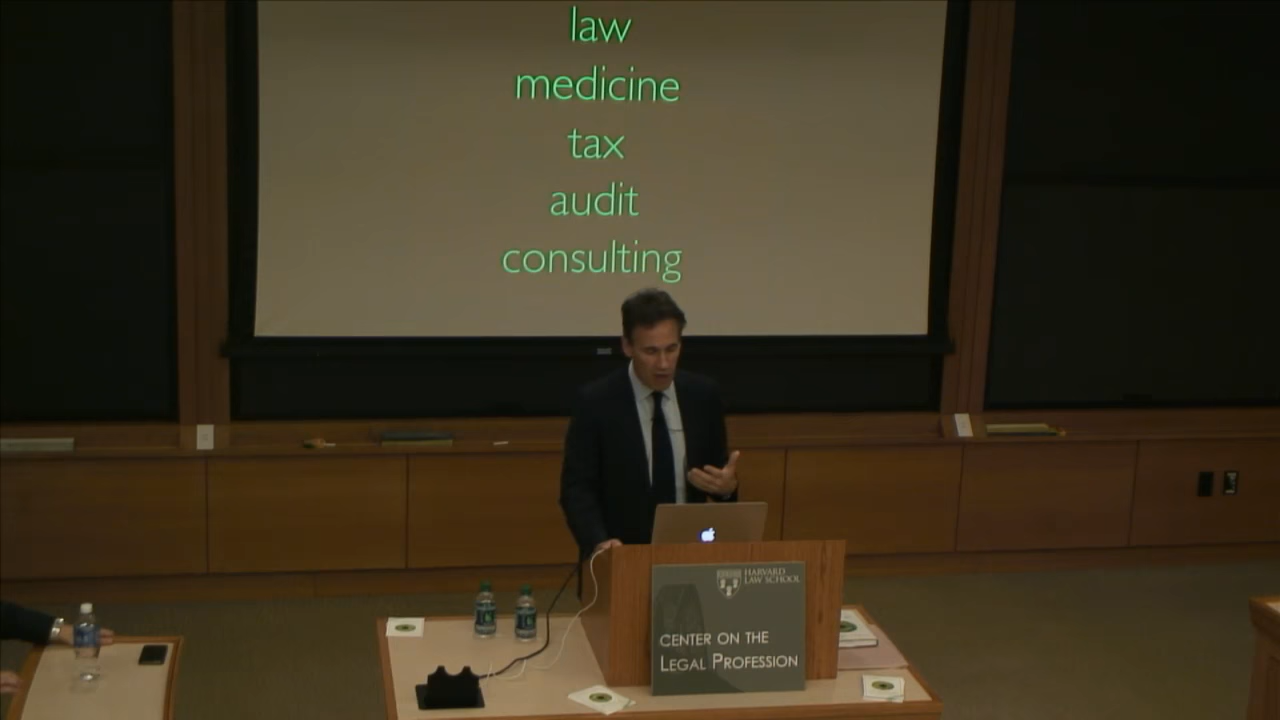 law
medicine
tax
audit
consulting
HARVARD
LAW SCHOOL
CENTER ON THE
LEGAL PROFESSION